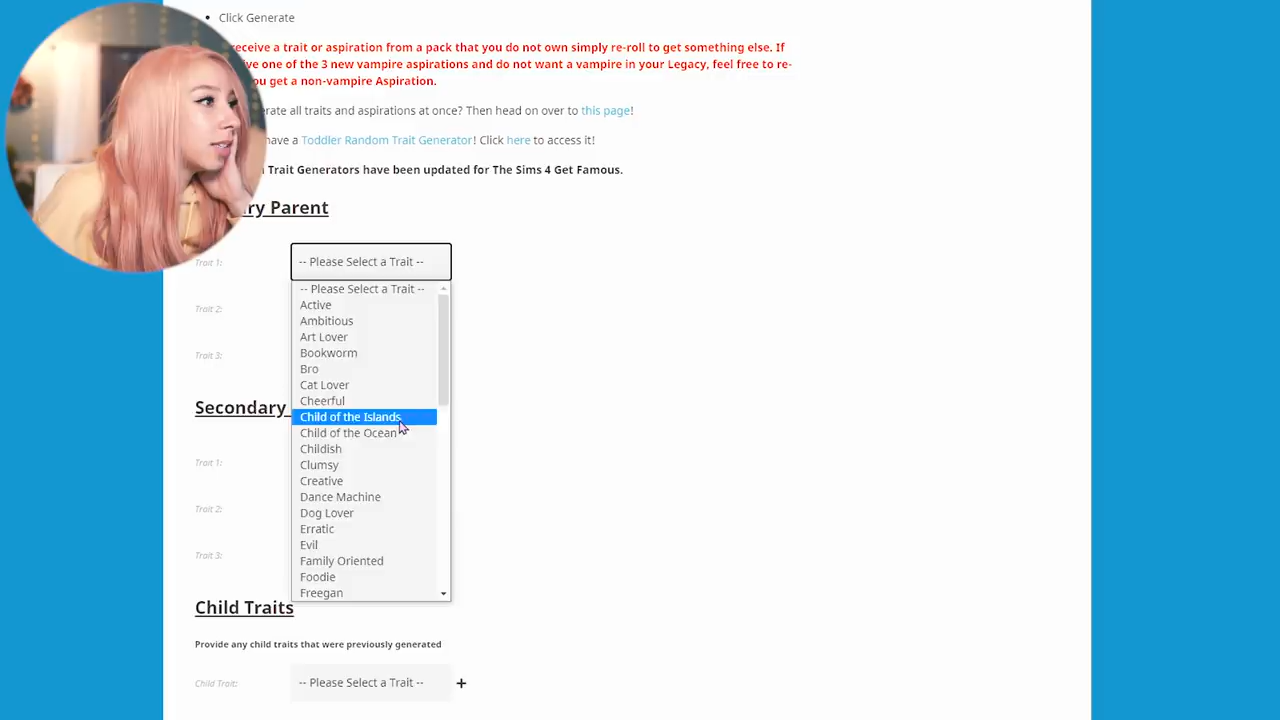 Click Generate
receive a trait or aspiration from a pack that you do not own simply re-roll to get something else. If
ve one of the 3 new vampire aspirations and do not want a vampire in your Legacy, feel free to re-
ou get a non-vampire Aspiration.
erate all traits and aspirations at once? Then head on over to this page!
have a Toddler Random Trait Generator! Click here to access it!
Trait Generators have been updated for The Sims 4 Get Famous.
ry Parent
Trait 1:
-- Please Select a Trait --
-- Please Select a Trait --
Active
Ambitious
Trait 2:
Art Lover
Bookworm
Trait 3:
Bro
Cat Lover
Cheerful
Secondary
Child of the Islands
Child of the Ocean
Childish
Trait 1:
Clumsy
Creative
Dance Machine
Trait 2:
Dog Lover
Erratic
Evil
Trait 3:
Family Oriented
Foodie
Freegan
Child Traits
Provide any child traits that were previously generated
Child Trait:
-- Please Select a Trait -- +